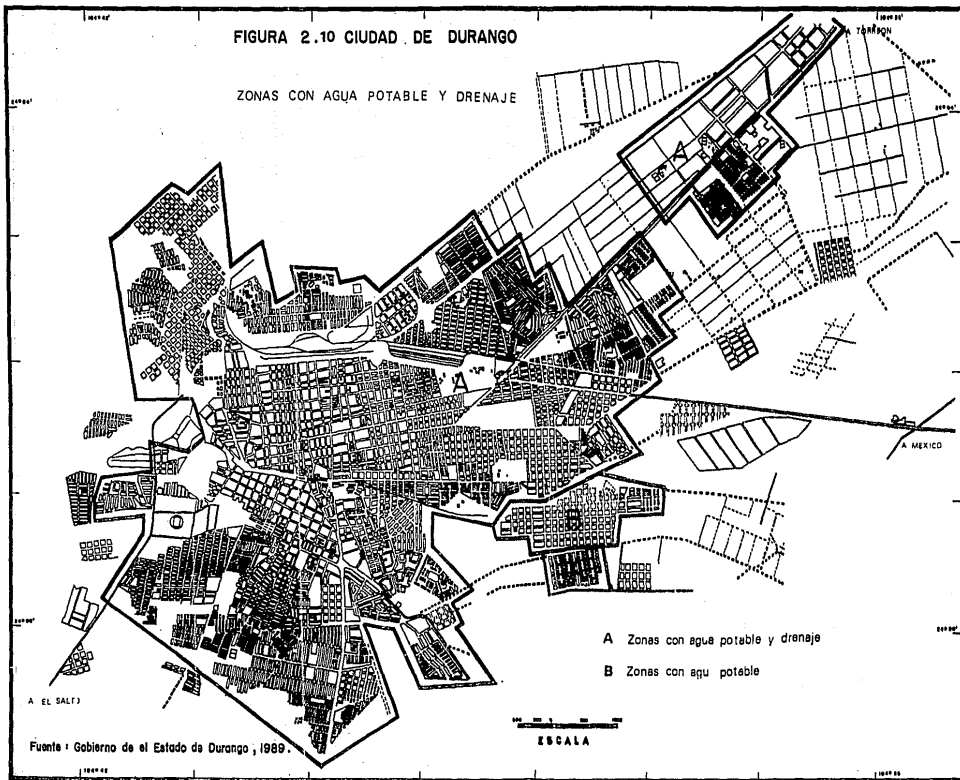 FIGURA 2.10 CIUDAD DE DURANGO
ZONAS CON AGUA POTABLE Y DRENAJE
A TORREON
A
B
A
A MEXICO
B
A Zonas con agua potable y drenaje
B Zonas con agu potable
A EL SALTO
ESCALA
Fuente : Gobierno de el Estado de Durango , 1989.